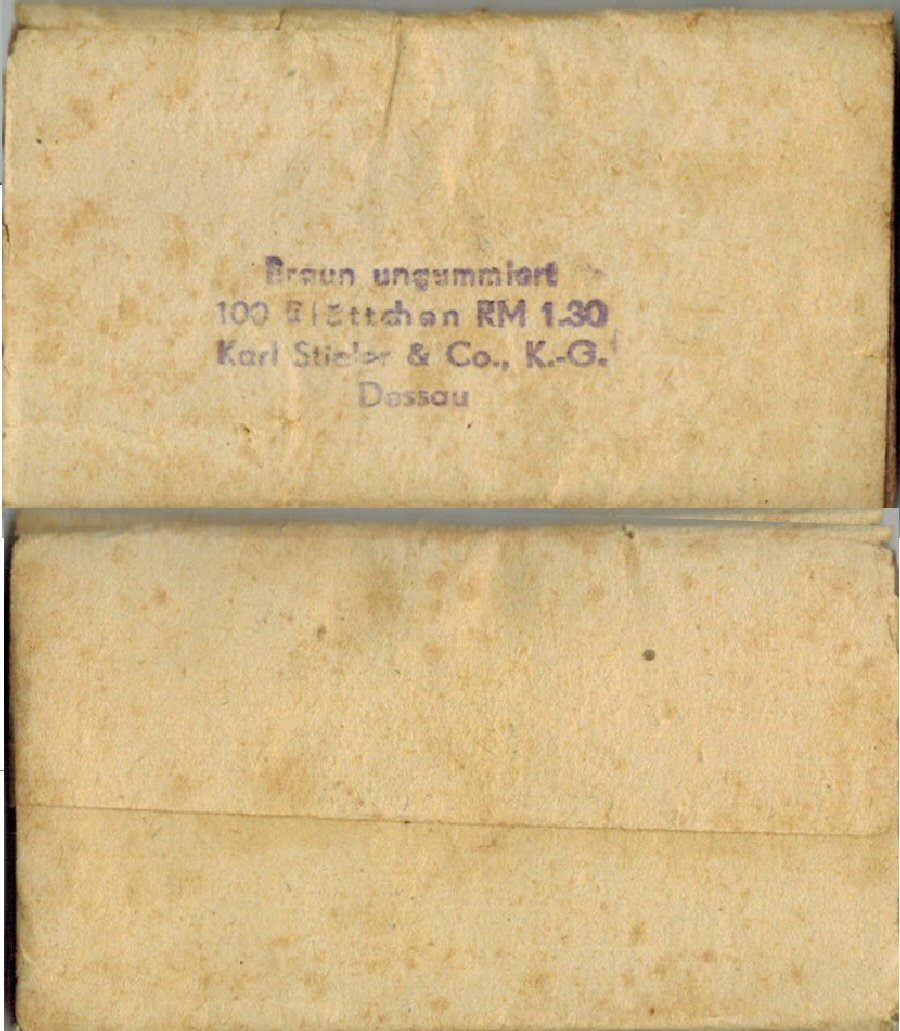 Braun ungummiert
100 Blättchen RM 1.30
Karl Stieler & Co., K.-G.
Dessau